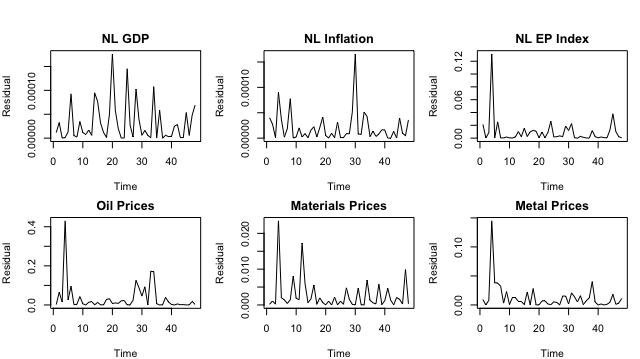 NL GDP
Residual
0.00000 0.00010
0 10 20 30 40
Time
NL Inflation
Residual
0.00000 0.00010
0 10 20 30 40
Time
NL EP Index
Residual
0.00 0.06 0.12
0 10 20 30 40
Time
Oil Prices
Residual
0.0 0.2 0.4
0 10 20 30 40
Time
Materials Prices
Residual
0.000 0.010 0.020
0 10 20 30 40
Time
Metal Prices
Residual
0.00 0.10
0 10 20 30 40
Time